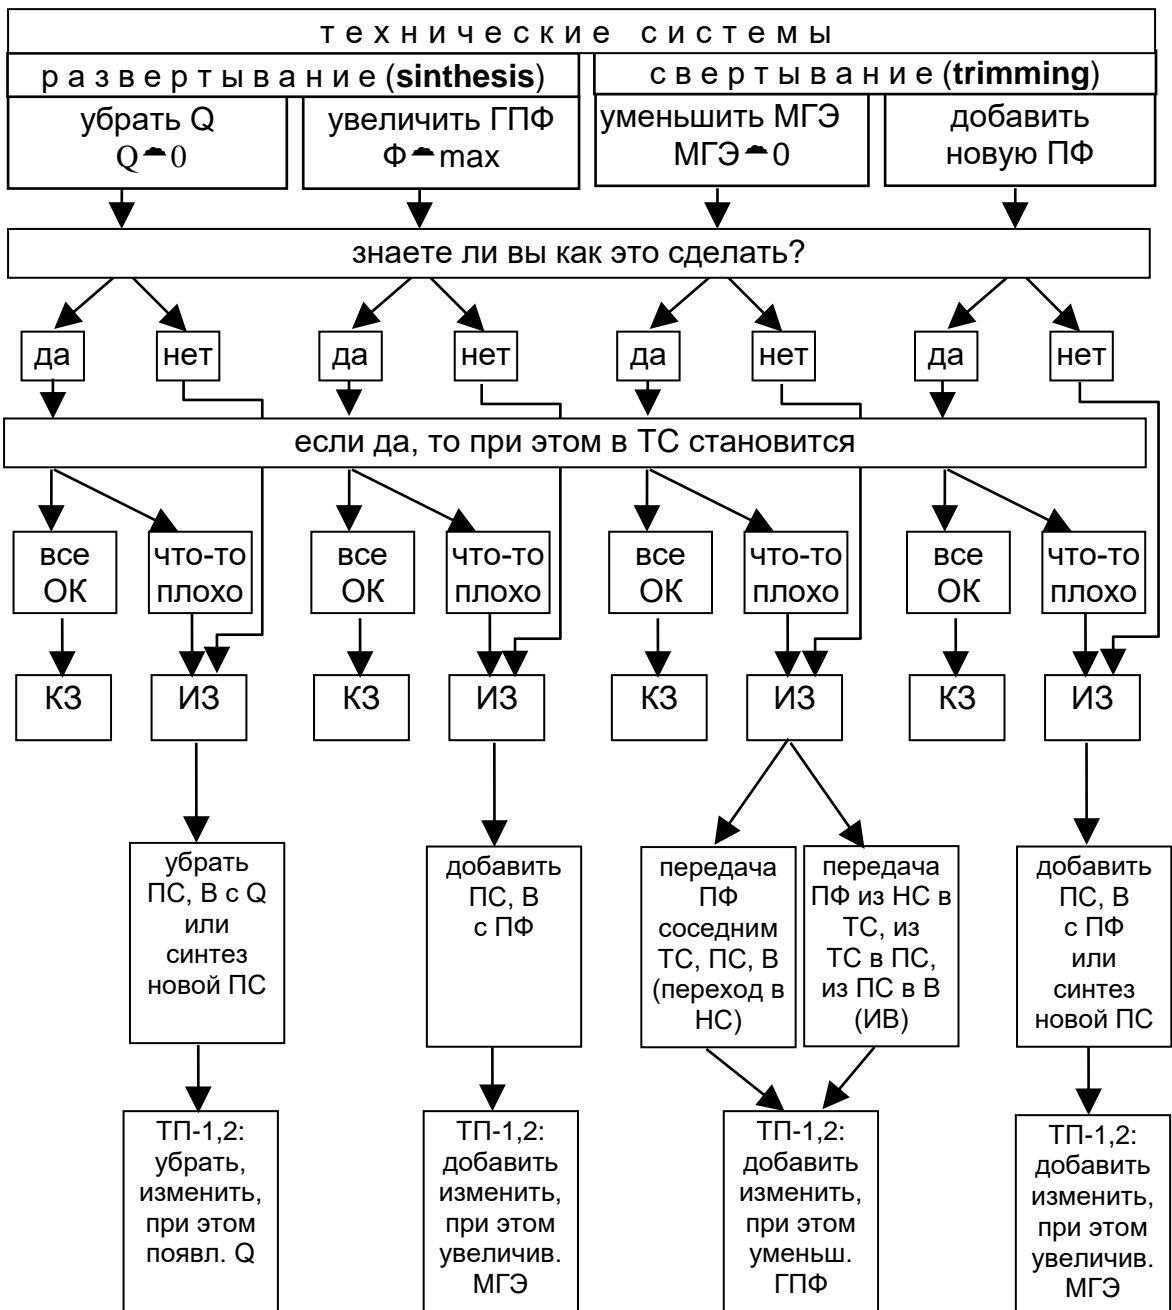 технические системы
развертывание (sinthesis)
свертывание (trimming)
убрать Q
Q 0
увеличить ГПФ
Ф max
уменьшить МГЭ
МГЭ 0
добавить
новую ПФ
знаете ли вы как это сделать?
да
нет
да
нет
да
нет
да
нет
если да, то при этом в ТС становится
все
ОК
что-то
плохо
все
ОК
что-то
плохо
все
ОК
что-то
плохо
все
ОК
что-то
плохо
КЗ
ИЗ
КЗ
ИЗ
КЗ
ИЗ
КЗ
ИЗ
убрать
ПС, В с Q
или
синтез
новой ПС
добавить
ПС, В
с ПФ
передача
ПФ
соседним
ТС, ПС, В
(переход в
НС)
передача
ПФ из НС в
ТС, из
ТС в ПС,
из ПС в В
(ИВ)
добавить
ПС, В
с ПФ
или
синтез
новой ПС
ТП-1,2:
убрать,
изменить,
при этом
появл. Q
ТП-1,2:
добавить
изменить,
при этом
увеличив.
МГЭ
ТП-1,2:
добавить
изменить,
при этом
уменьш.
ГПФ
ТП-1,2:
добавить
изменить,
при этом
увеличив.
МГЭ